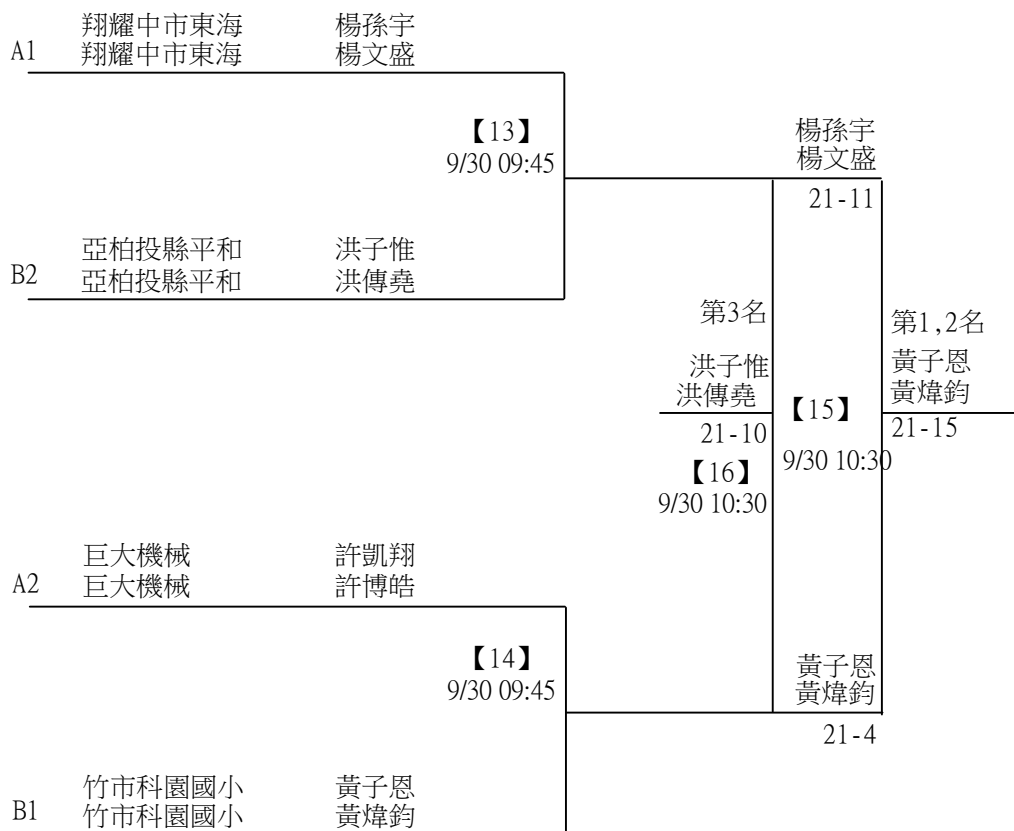 翔耀中市東海 楊孫宇
A1 翔耀中市東海 楊文盛
【13】
9/30 09:45
楊孫宇
楊文盛
21-11
亞柏投縣平和 洪子惟
B2 亞柏投縣平和 洪傳堯
第3名
第1,2名
洪子惟
洪傳堯
21-10
【16】
9/30 10:30
【15】
9/30 10:30
黃子恩
黃煒鈞
21-15
巨大機械 許凱翔
A2 巨大機械 許博皓
【14】
9/30 09:45
黃子恩
黃煒鈞
21-4
竹市科園國小 黃子恩
B1 竹市科園國小 黃煒鈞